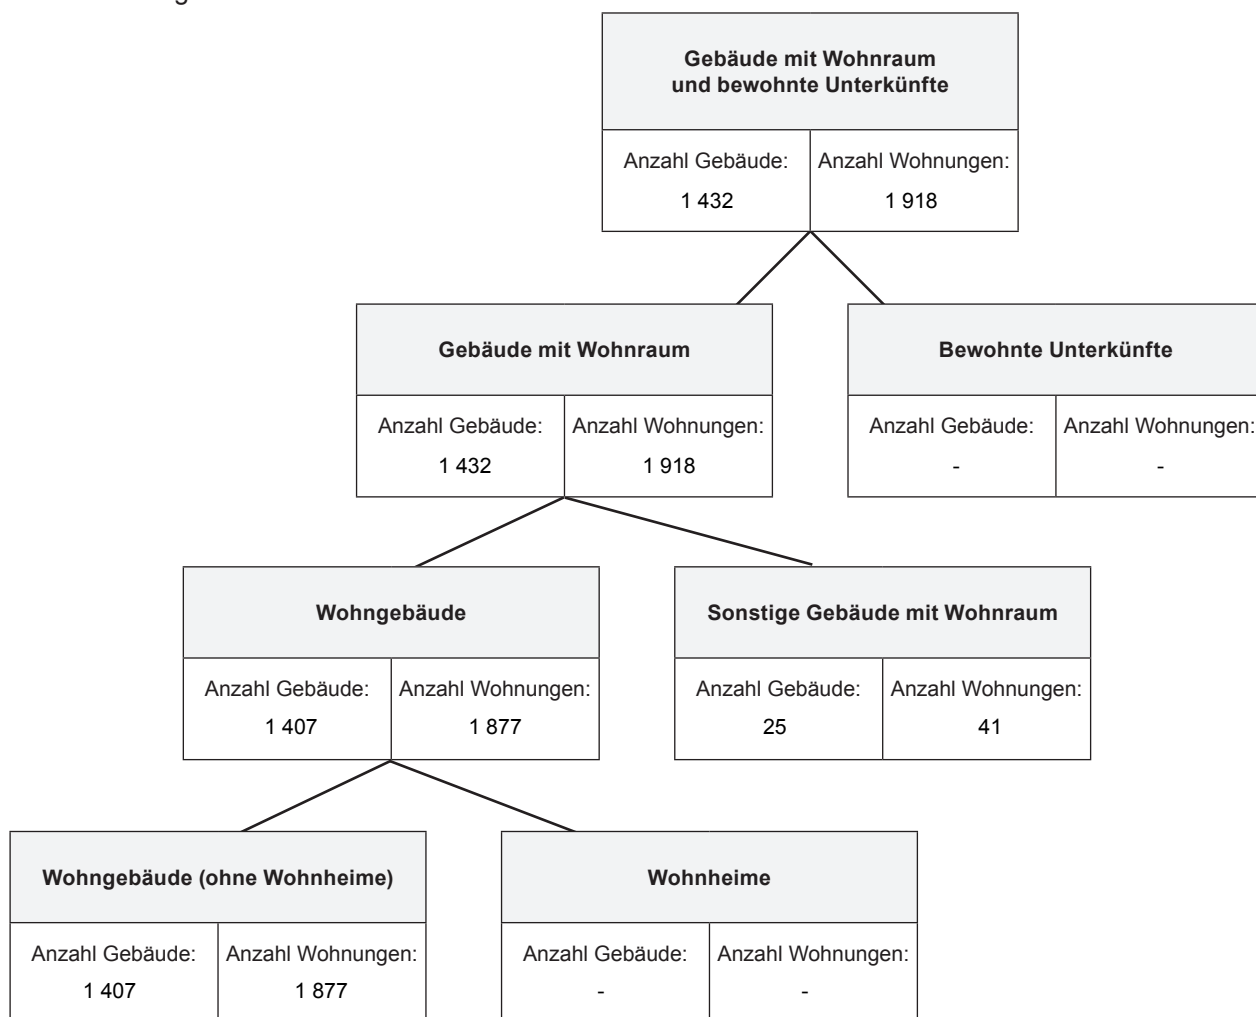 Gebäude mit Wohnraum
und bewohnte Unterkünfte
Anzahl Gebäude: Anzahl Wohnungen:
1 432 1 918
Gebäude mit Wohnraum
Bewohnte Unterkünfte
Anzahl Gebäude: Anzahl Wohnungen:
1 432 1 918
Anzahl Gebäude: Anzahl Wohnungen:
- -
Wohngebäude
Sonstige Gebäude mit Wohnraum
Anzahl Gebäude: Anzahl Wohnungen:
1 407 1 877
Anzahl Gebäude: Anzahl Wohnungen:
25 41
Wohngebäude (ohne Wohnheime)
Wohnheime
Anzahl Gebäude: Anzahl Wohnungen:
1 407 1 877
Anzahl Gebäude: Anzahl Wohnungen:
- -